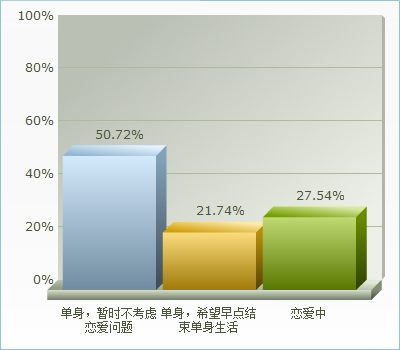 100%
80%
60%
40%
20%
0%
50.72%
21.74%
27.54%
单身，暂时不考虑
恋爱问题
单身，希望早点结
束单身生活
恋爱中